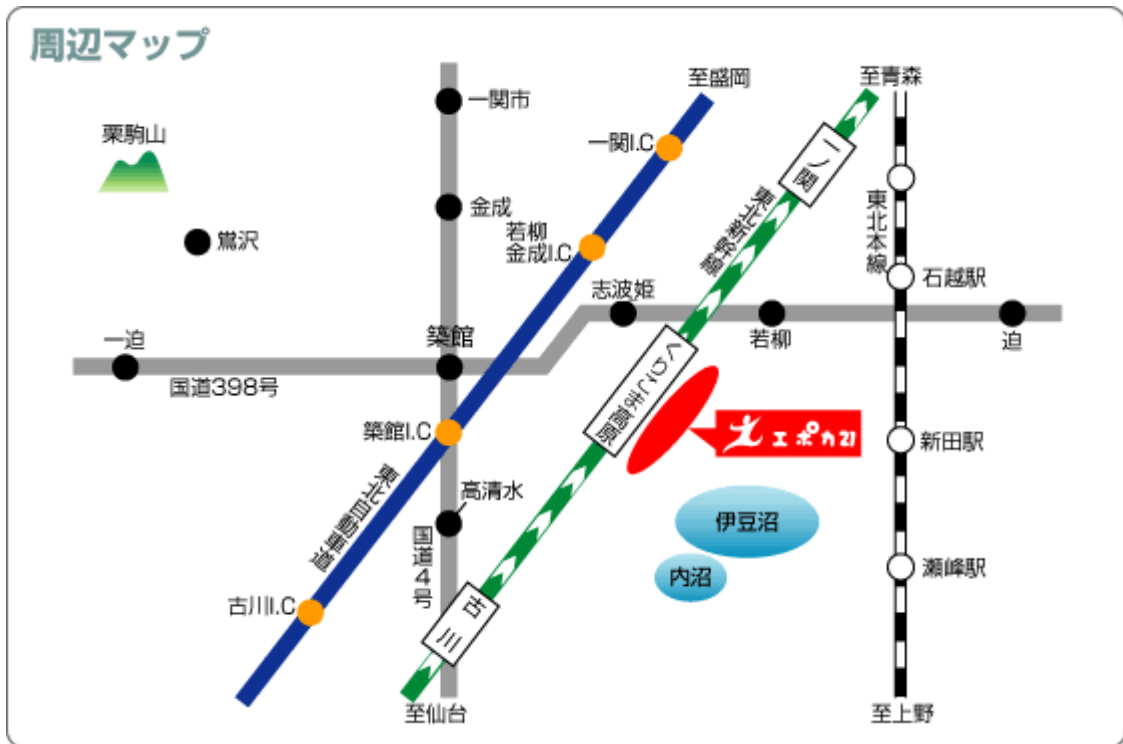 周辺マップ
至盛岡
至青森
一関市
栗駒山
一関I.C
一ノ関
東北新幹線
東北本線
金成
若柳
金成I.C
鴬沢
石越駅
志波姫
一迫
築館
若柳
迫
国道398号
くりこま高原
築館I.C
エポカ21
新田駅
高清水
東北自動車道
国道4号
伊豆沼
内沼
瀬峰駅
古川I.C
古川
至仙台
至上野